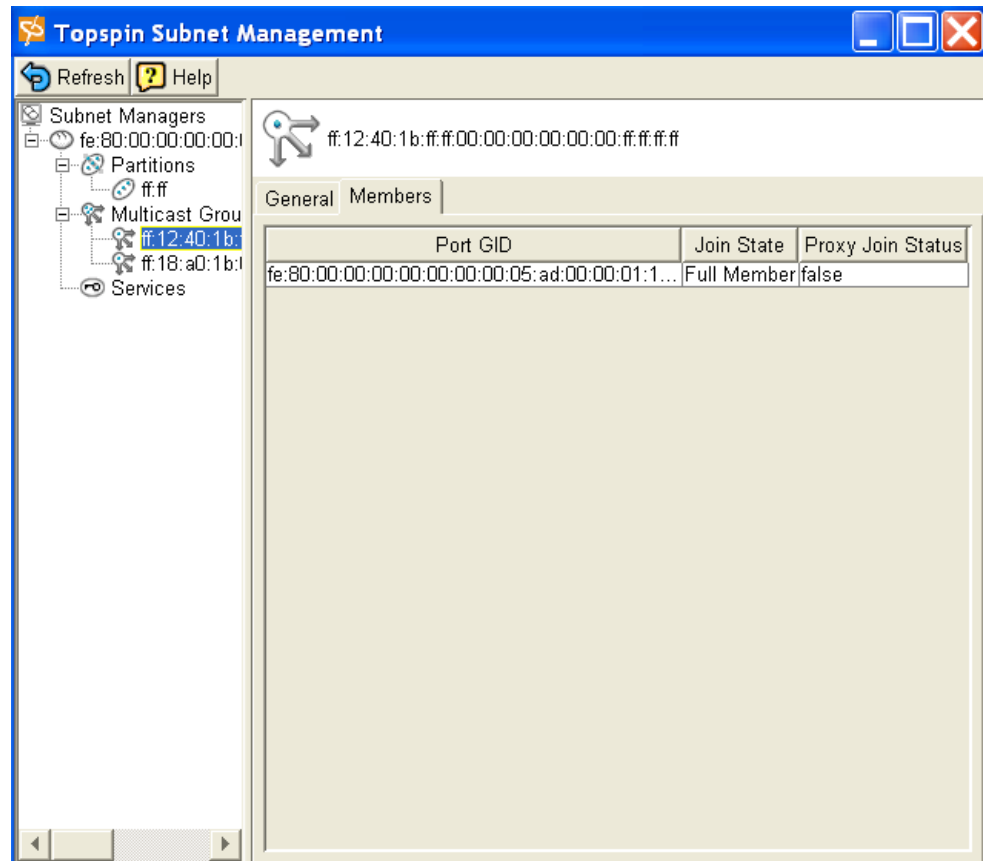 Topspin Subnet Management
Refresh Help
Subnet Managers
fe:80:00:00:00:00:
Partitions
ff:ff
Multicast Grou
ff:12:40:1b:
ff:18:a0:1b:
Services
ff:12:40:1b:ff:ff:00:00:00:00:00:00:ff:ff:ff:ff
General Members
Port GID Join State Proxy Join Status
fe:80:00:00:00:00:00:00:00:05:ad:00:00:01:1... Full Member false